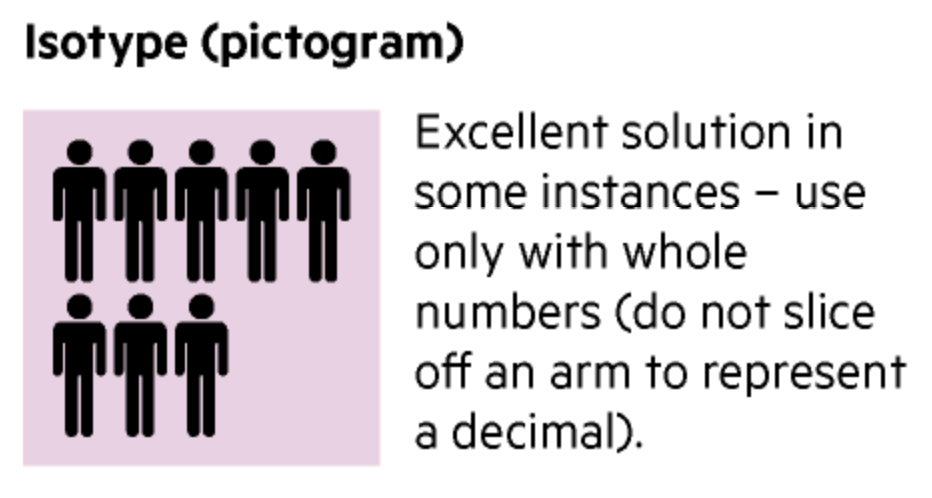 Isotype (pictogram)
Excellent solution in
some instances – use
only with whole
numbers (do not slice
off an arm to represent
a decimal).